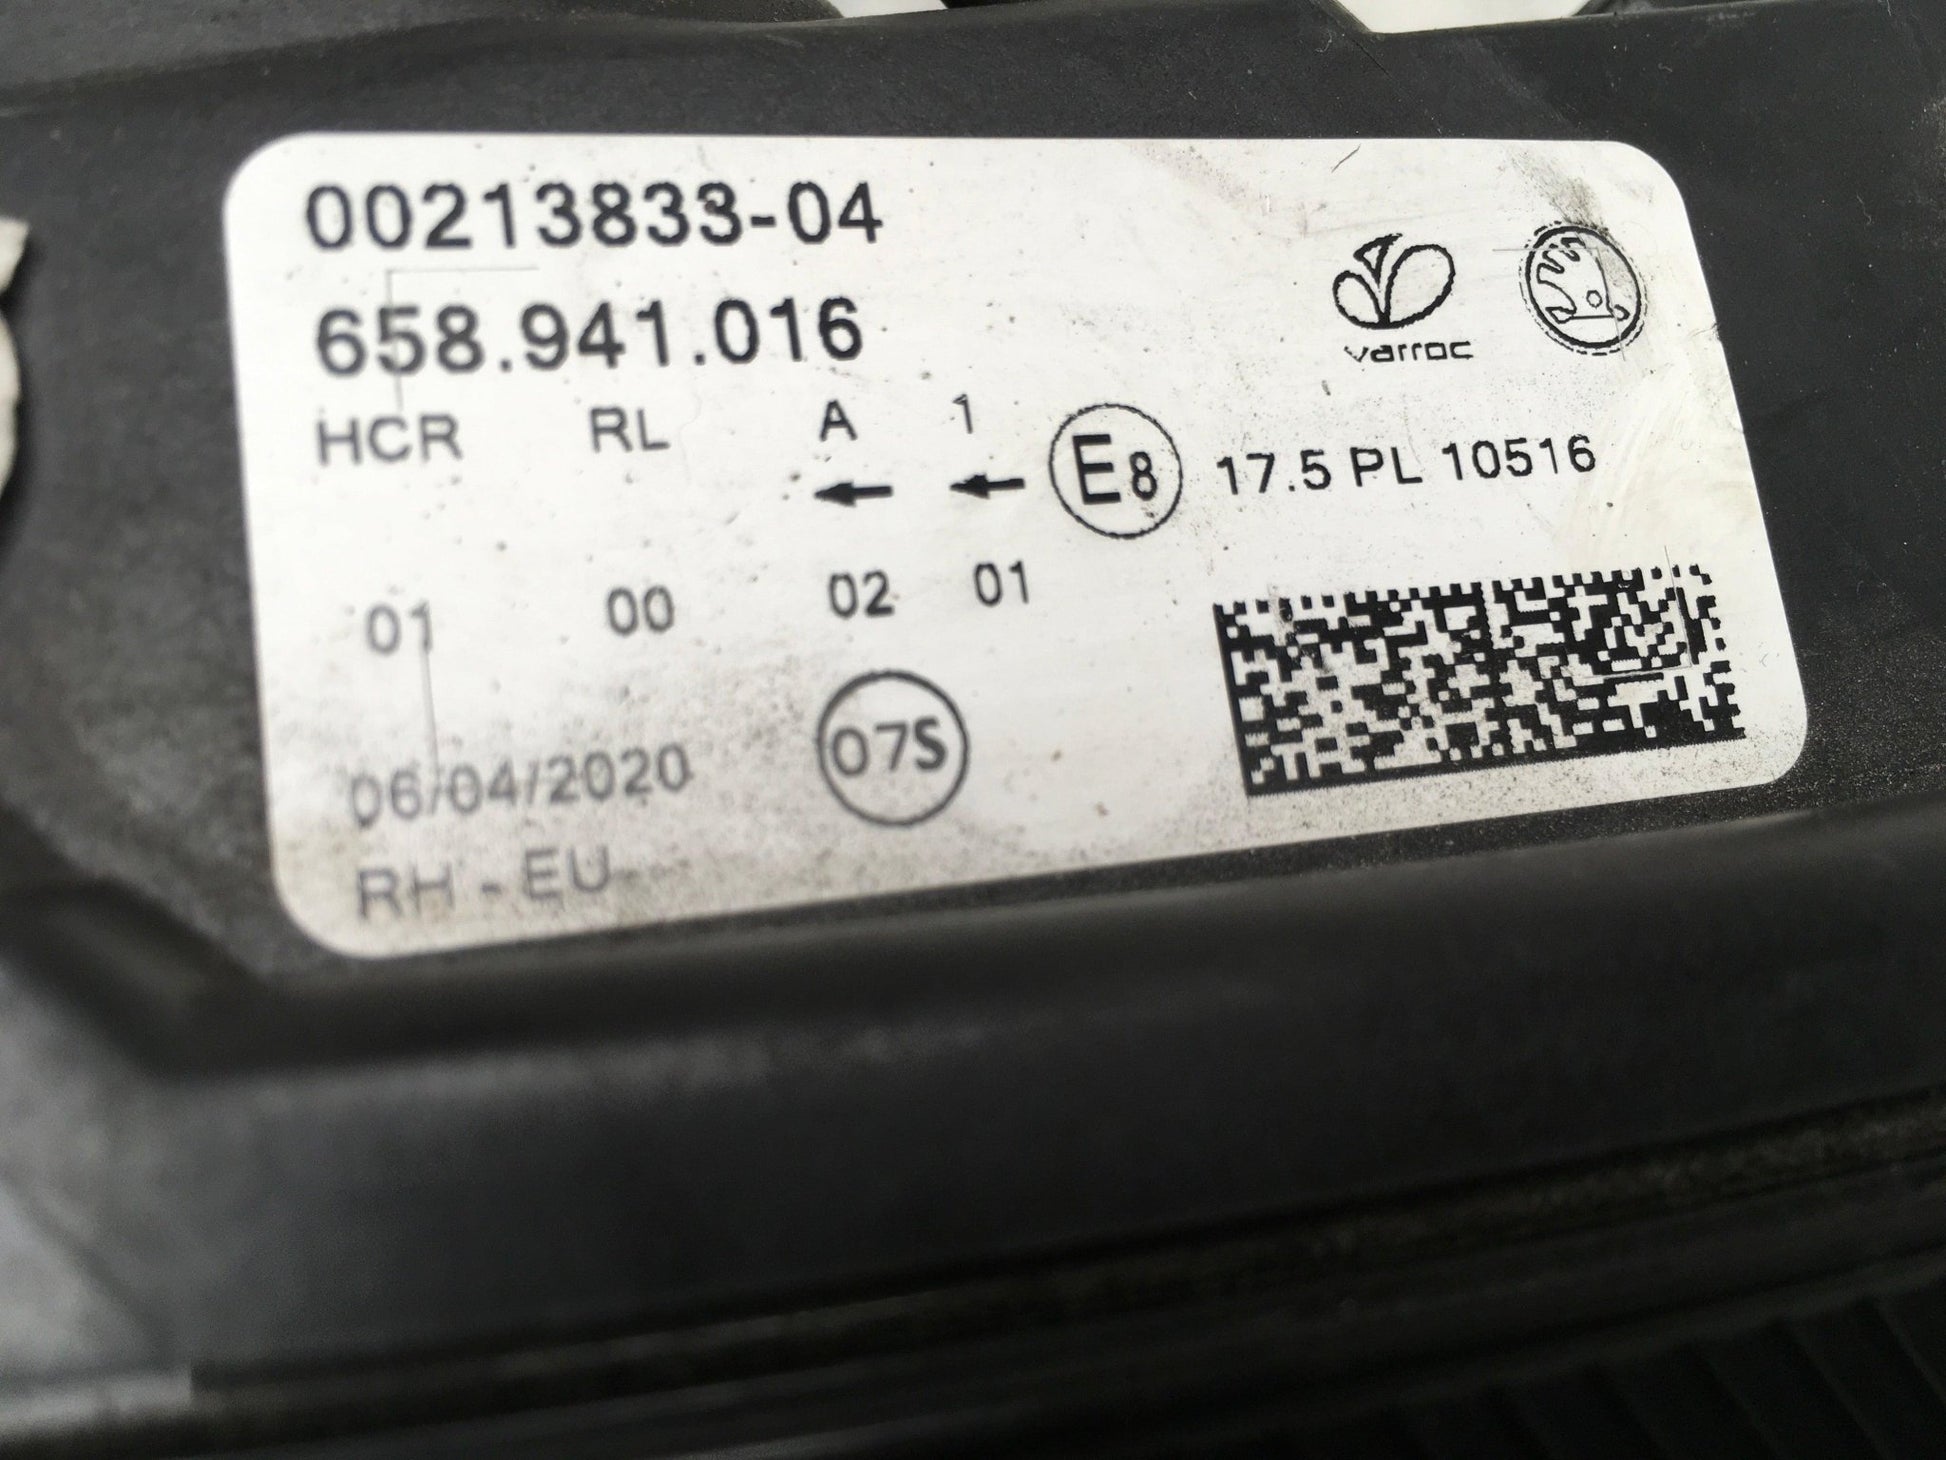 00213833-04
658.941.016
varroc
HCR RL A 1
E8 17.5 PL 10516
01 00 02 01
06/04/2020
07S
RH - EU